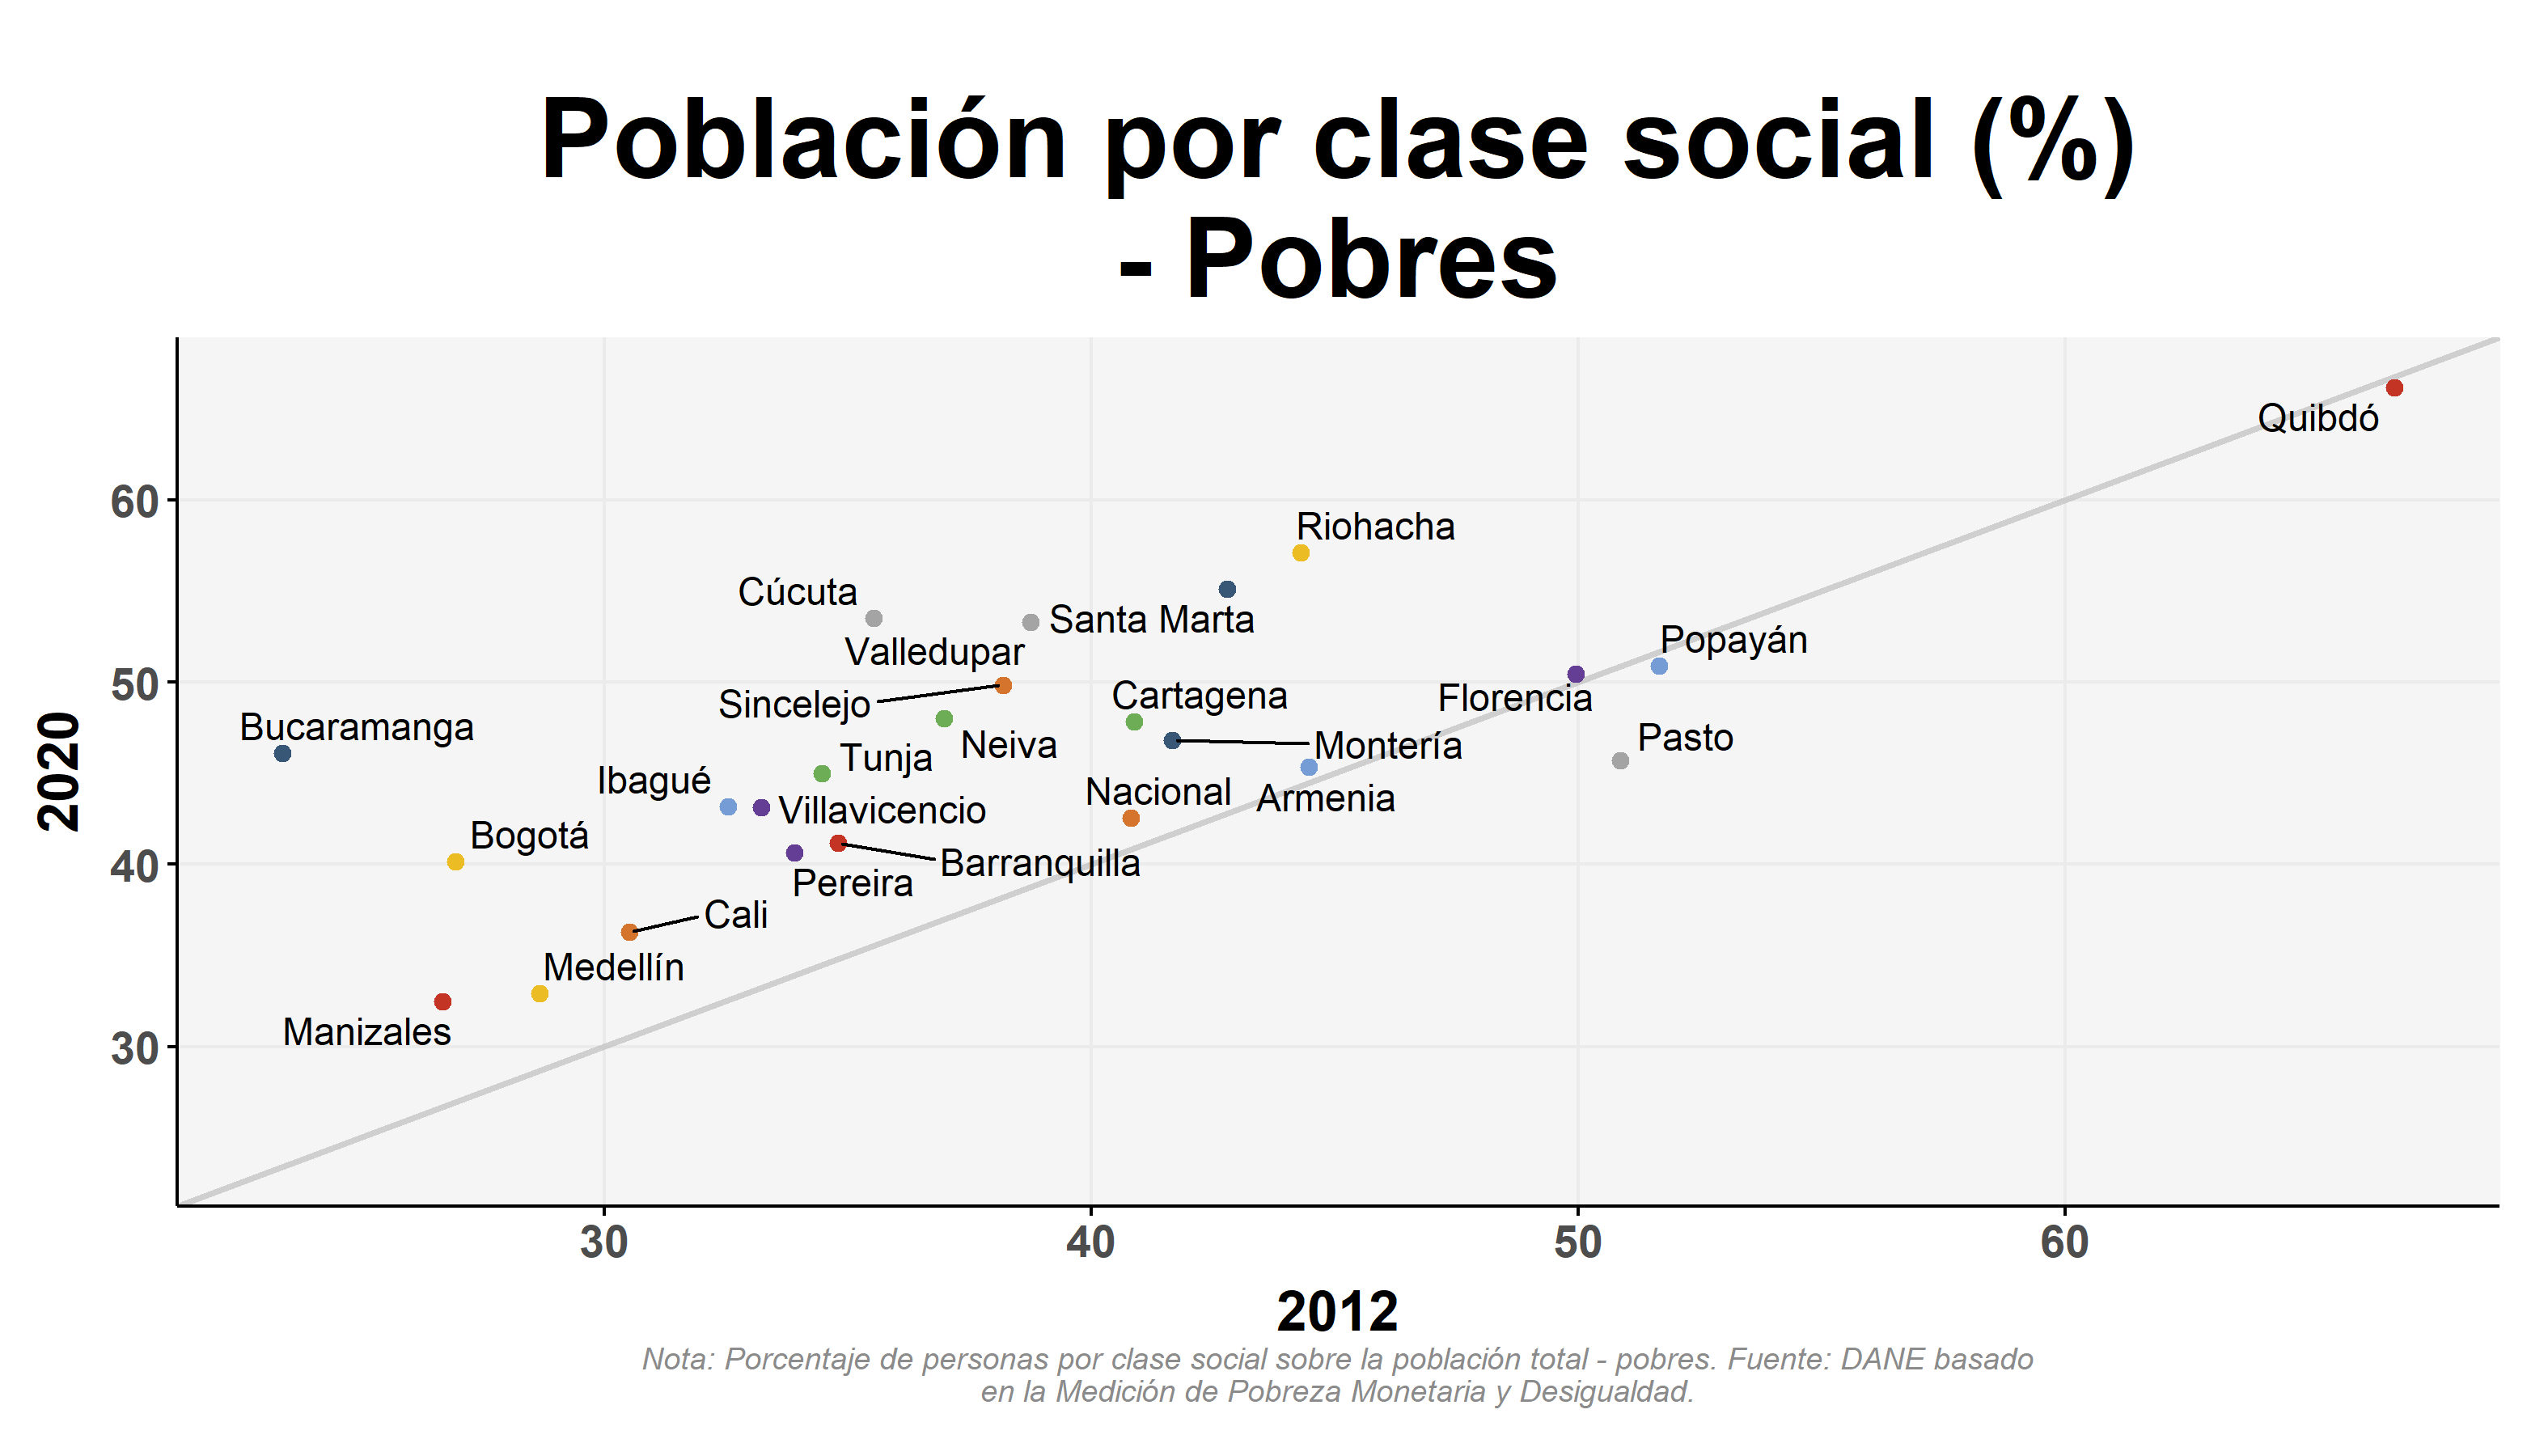 Población por clase social (%)
- Pobres
2020
60
50
40
30
Quibdó
Riohacha
Cúcuta
Santa Marta
Valledupar
Popayán
Sincelejo
Cartagena
Florencia
Bucaramanga
Neiva
Montería
Pasto
Tunja
Ibagué
Nacional
Armenia
Villavicencio
Bogotá
Barranquilla
Pereira
Cali
Medellín
Manizales
30
40
50
60
2012
Nota: Porcentaje de personas por clase social sobre la población total - pobres. Fuente: DANE basado
en la Medición de Pobreza Monetaria y Desigualdad.